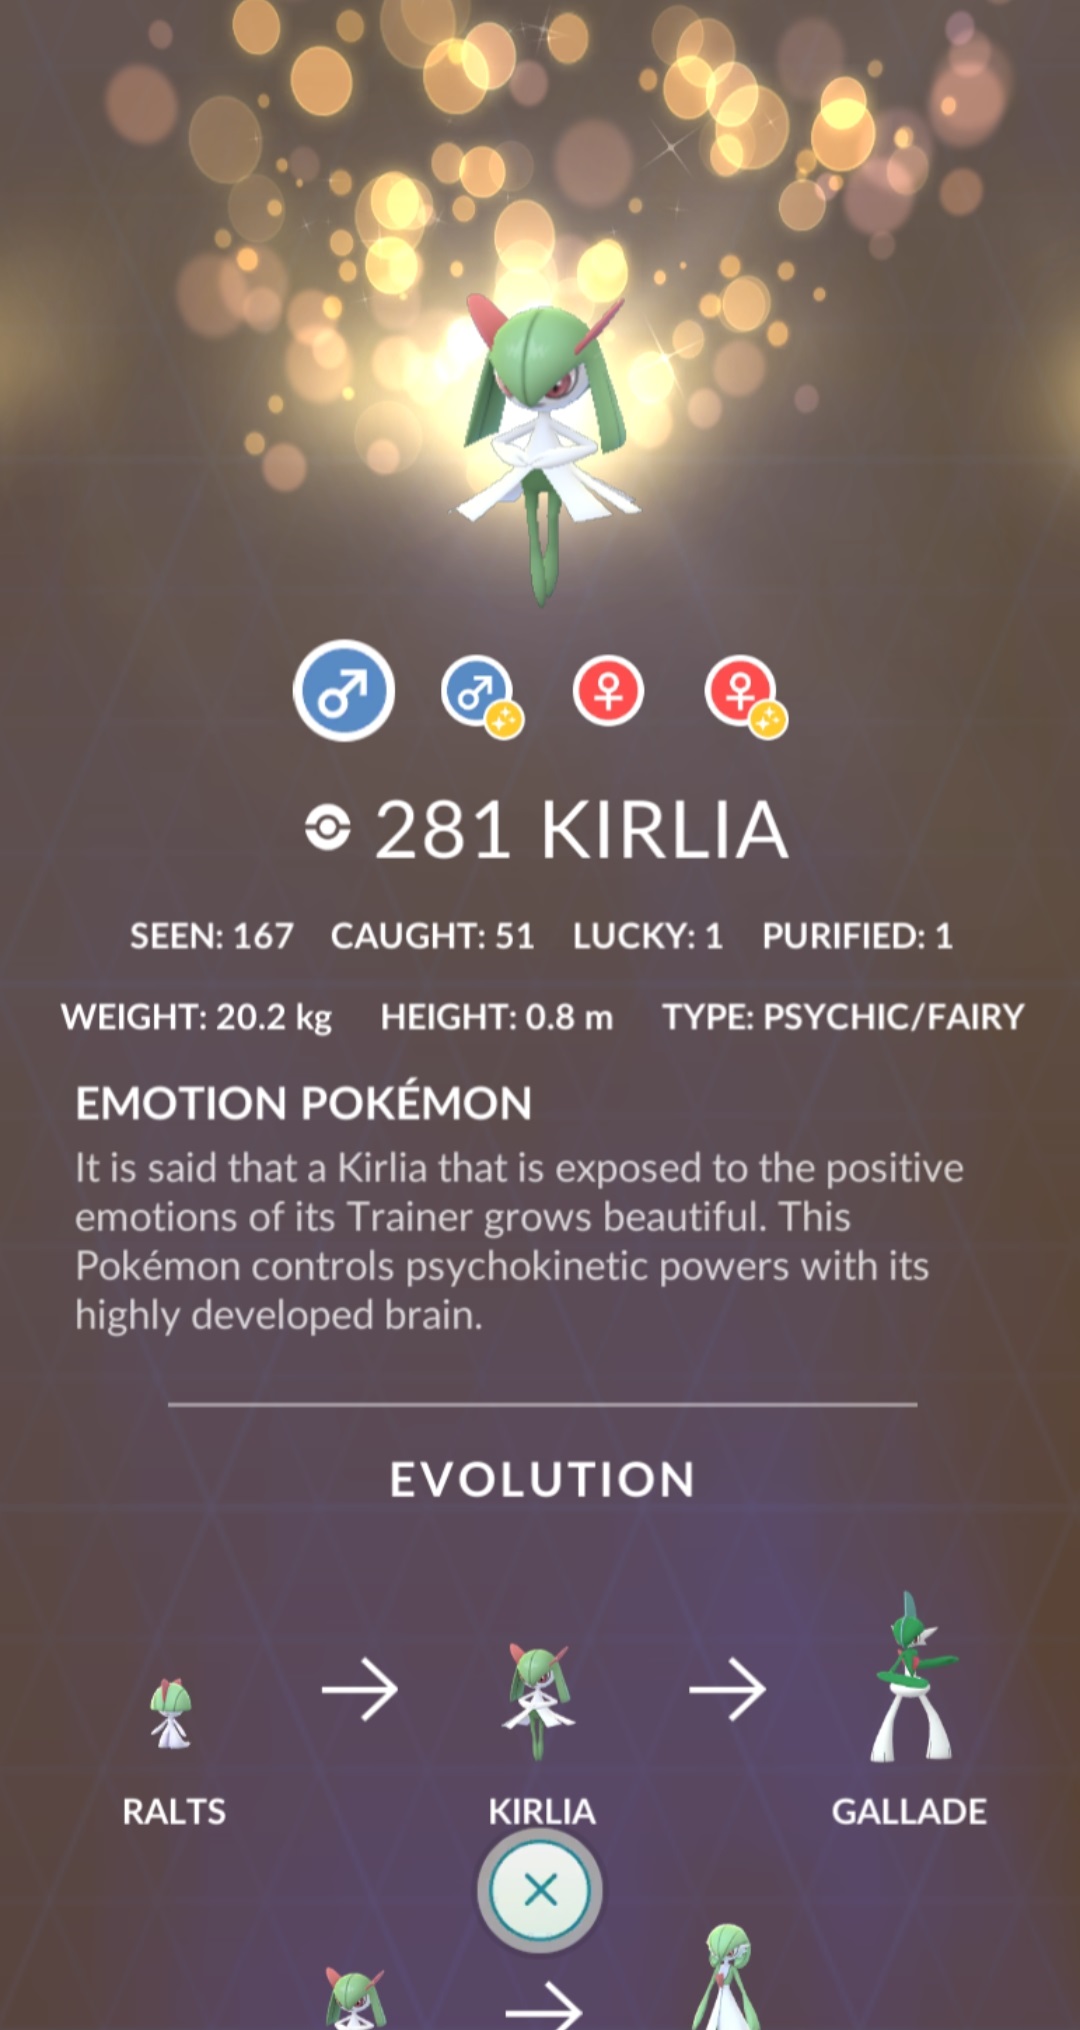 281 KIRLIA
SEEN: 167 CAUGHT: 51 LUCKY: 1 PURIFIED: 1
WEIGHT: 20.2 kg HEIGHT: 0.8 m TYPE: PSYCHIC/FAIRY
EMOTION POKÉMON
It is said that a Kirlia that is exposed to the positive
emotions of its Trainer grows beautiful. This
Pokémon controls psychokinetic powers with its
highly developed brain.
EVOLUTION
RALTS KIRLIA GALLADE